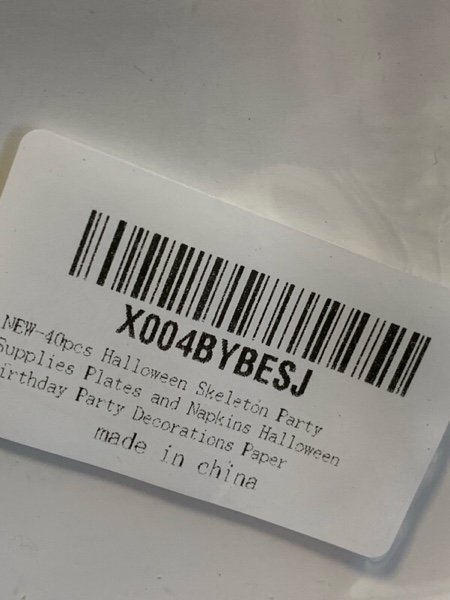 X004BYBESJ
NEW-40pcs Halloween Skeleton Party
Supplies Plates and Napkins Halloween
irthday Party Decorations Paper
made in china